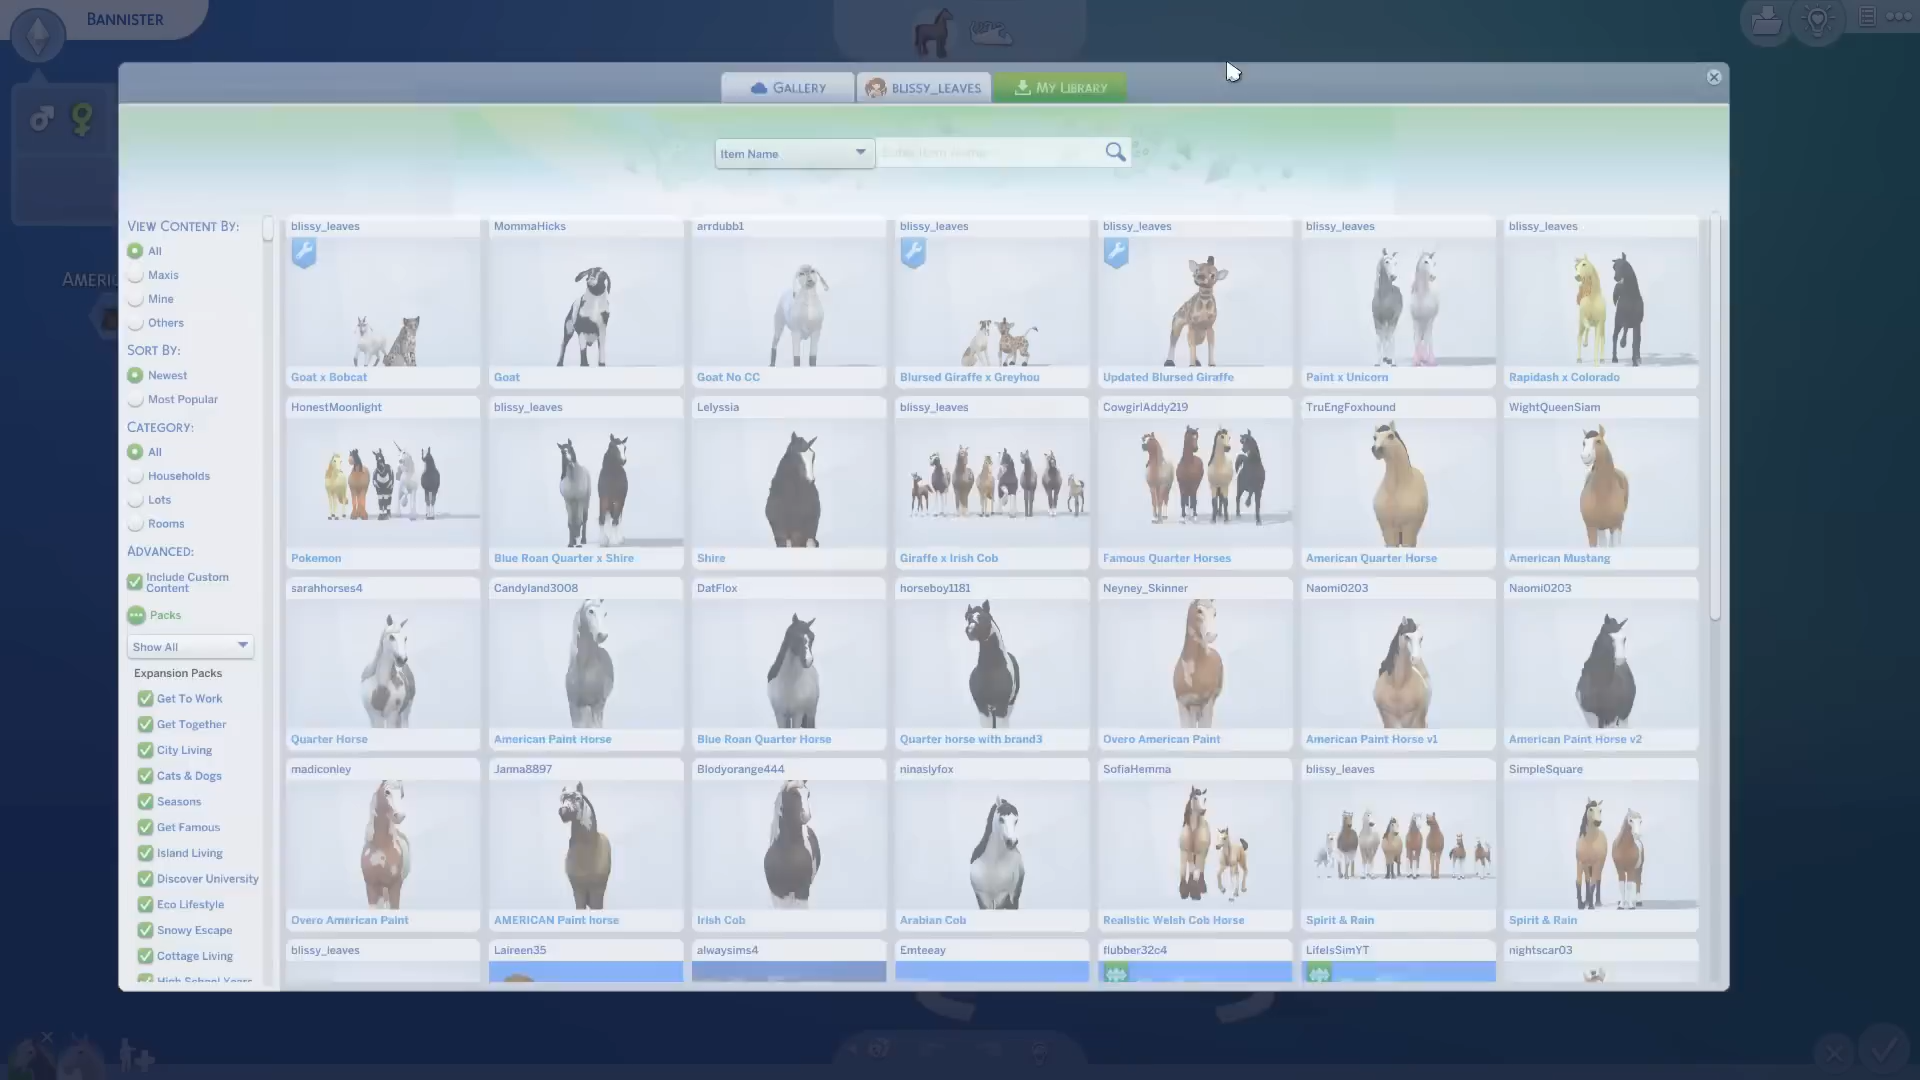 BANNISTER
GALLERY
BLISSY_LEAVES
MY LIBRARY
Item Name
Enter Item Name
VIEW CONTENT BY:
All
Maxis
Mine
Others
SORT BY:
Newest
Most Popular
CATEGORY:
All
Households
Lots
Rooms
ADVANCED:
Include Custom
Content
Packs
Show All
Expansion Packs
Get To Work
Get Together
City Living
Cats & Dogs
Seasons
Get Famous
Island Living
Discover University
Eco Lifestyle
Snowy Escape
Cottage Living
High School Years
AMERIC
blissy_leaves
MommaHicks
arrdubb1
blissy_leaves
blissy_leaves
blissy_leaves
blissy_leaves
Goat x Bobcat
Goat
Goat No CC
Blursed Giraffe x Greyhou
Updated Blursed Giraffe
Paint x Unicorn
Rapidash x Colorado
HonestMoonlight
blissy_leaves
Lelyssia
blissy_leaves
CowgirlAddy219
TruEngFoxhound
WightQueenSiam
Pokemon
Blue Roan Quarter x Shire
Shire
Giraffe x Irish Cob
Famous Quarter Horses
American Quarter Horse
American Mustang
sarahhorses4
Candyland3008
DatFlox
horseboy1181
Neyney_Skinner
Naomi0203
Naomi0203
Quarter Horse
American Paint Horse
Blue Roan Quarter Horse
Quarter horse with brand3
Overo American Paint
American Paint Horse v1
American Paint Horse v2
madiconley
Janna8897
Blodyorange444
ninaslyfox
SofiaHemma
blissy_leaves
SimpleSquare
Overo American Paint
AMERICAN Paint horse
Irish Cob
Arabian Cob
Realistic Welsh Cob Horse
Spirit & Rain
Spirit & Rain
blissy_leaves
Laireen35
alwaysims4
Emteeay
flubber32c4
LifeIsSimYT
nightscar03